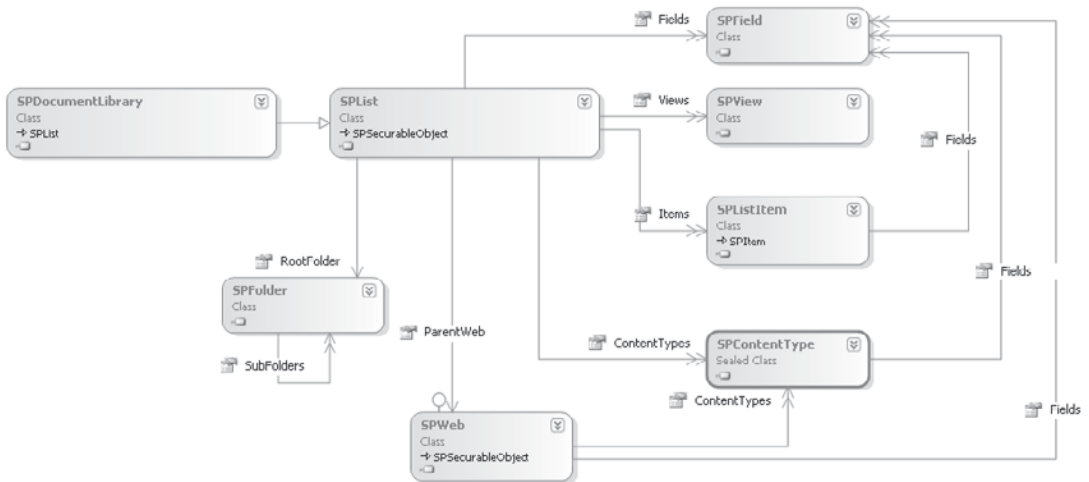 Fields
SPField
Class
SPDocumentLibrary
Class
SPList
SPList
Class
SPSecurableObject
Views
SPView
Class
Fields
Items
SPListItem
Class
SPItem
RootFolder
Fields
SPFolder
Class
ParentWeb
ContentTypes
SPContentType
Sealed Class
SubFolders
ContentTypes
Fields
SPWeb
Class
SPSecurableObject